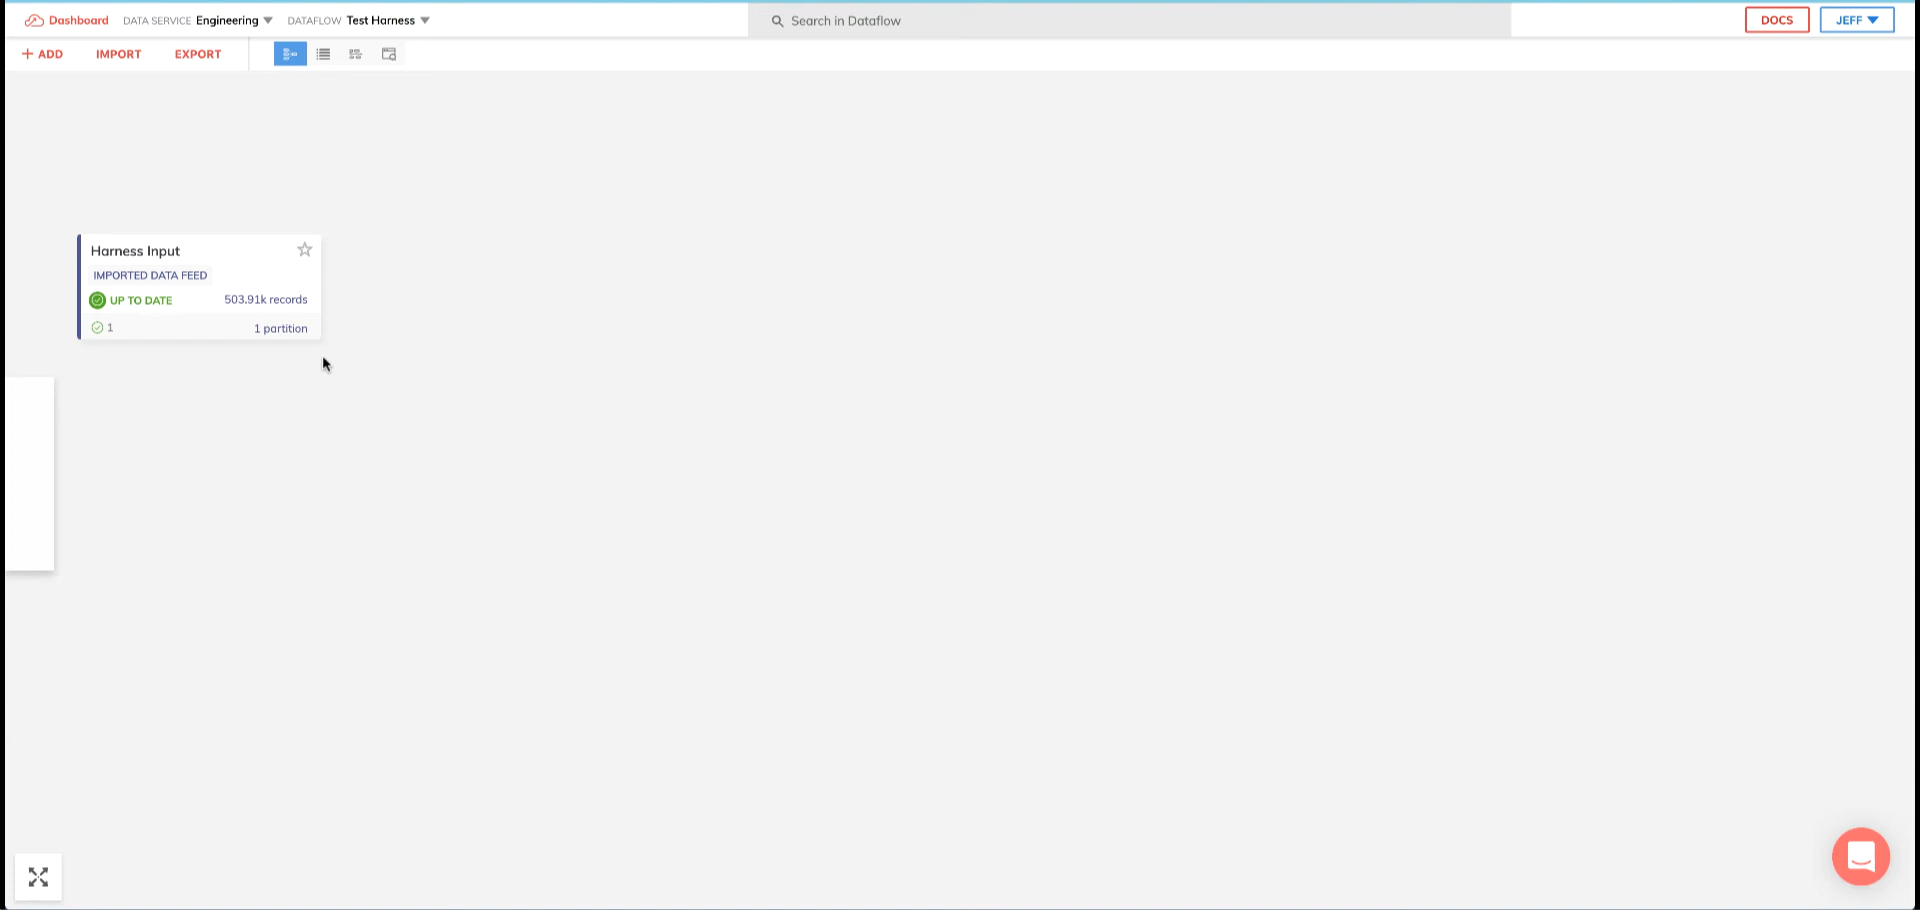 Dashboard DATA SERVICE Engineering DATAFLOW Test Harness Search in Dataflow DOCS JEFF
+ ADD IMPORT EXPORT
Harness Input
IMPORTED DATA FEED
UP TO DATE 503.91k records
1 1 partition